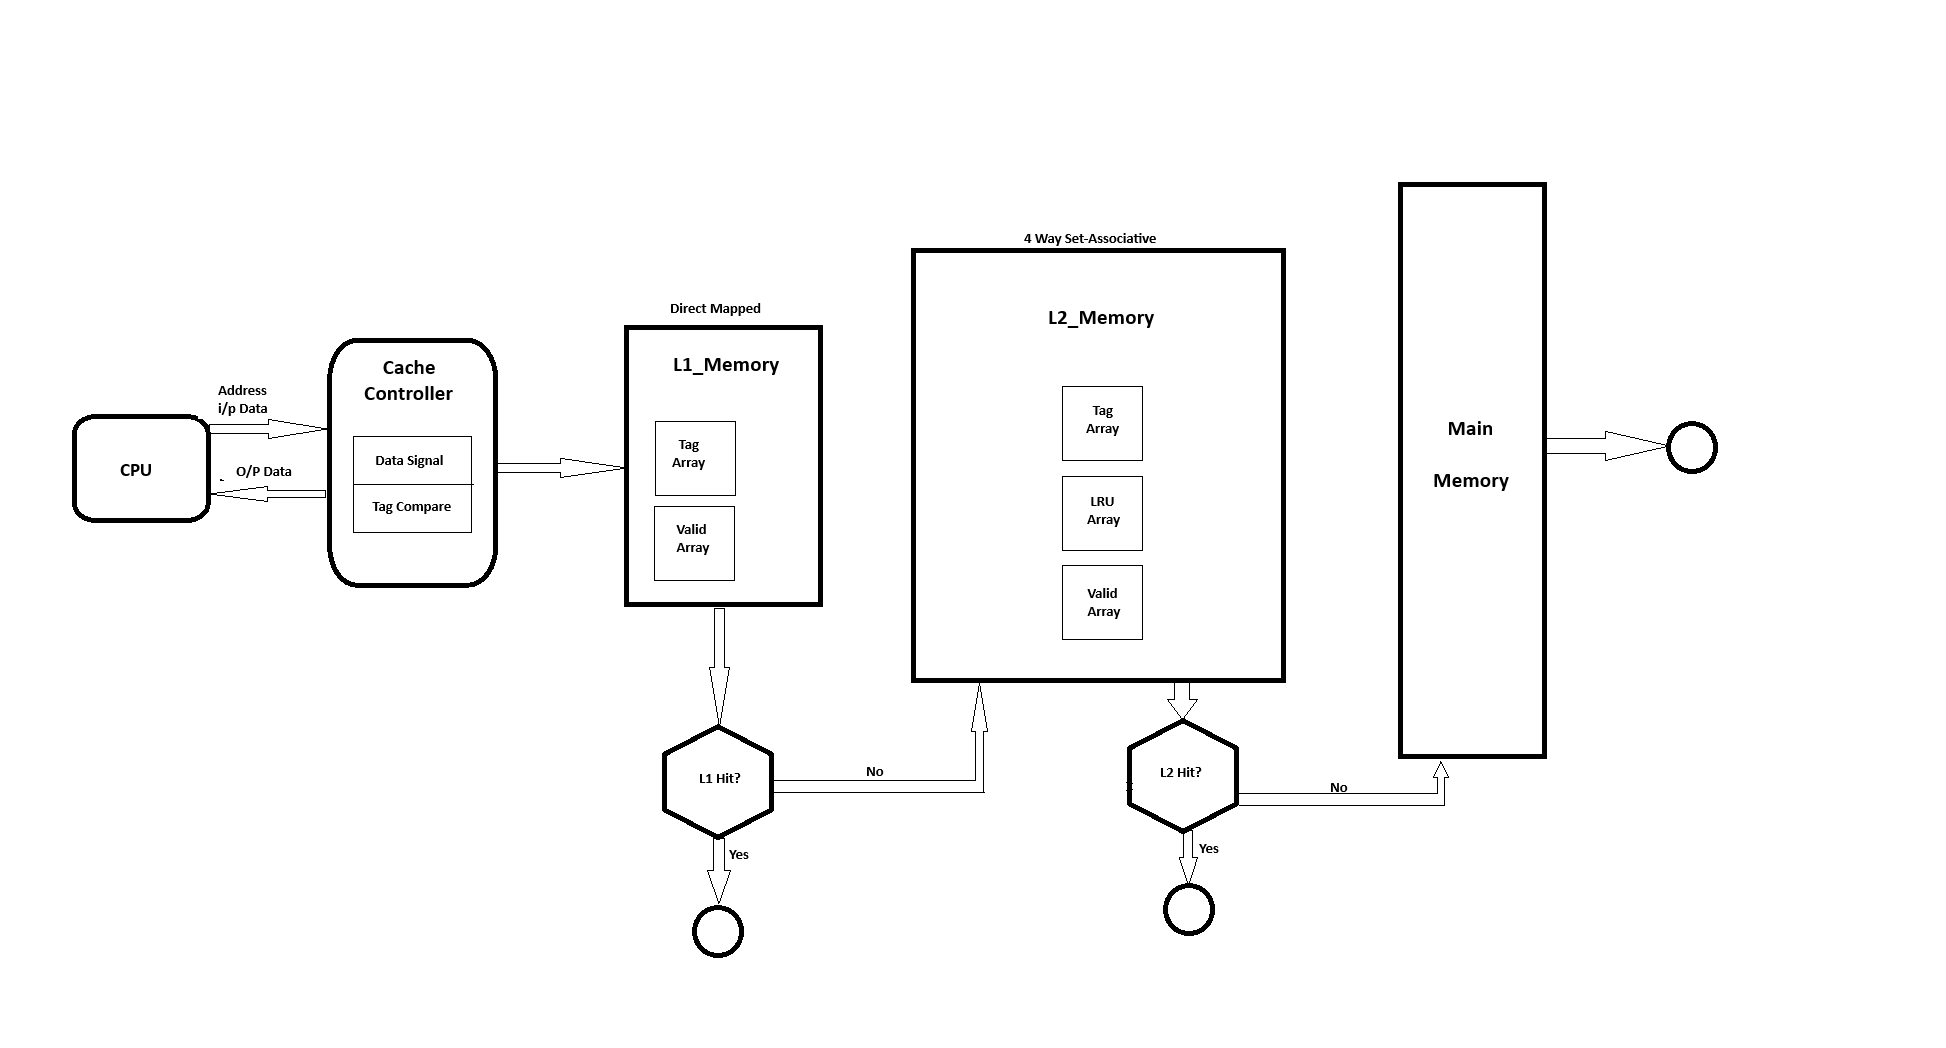 4 Way Set-Associative
Direct Mapped
L2_Memory
L1_Memory
Cache
Controller
Address
i/p Data
Data Signal
Tag Compare
O/P Data
CPU
Tag
Array
Valid
Array
Tag
Array
LRU
Array
Valid
Array
Main
Memory
L1 Hit?
No
Yes
L2 Hit?
No
Yes